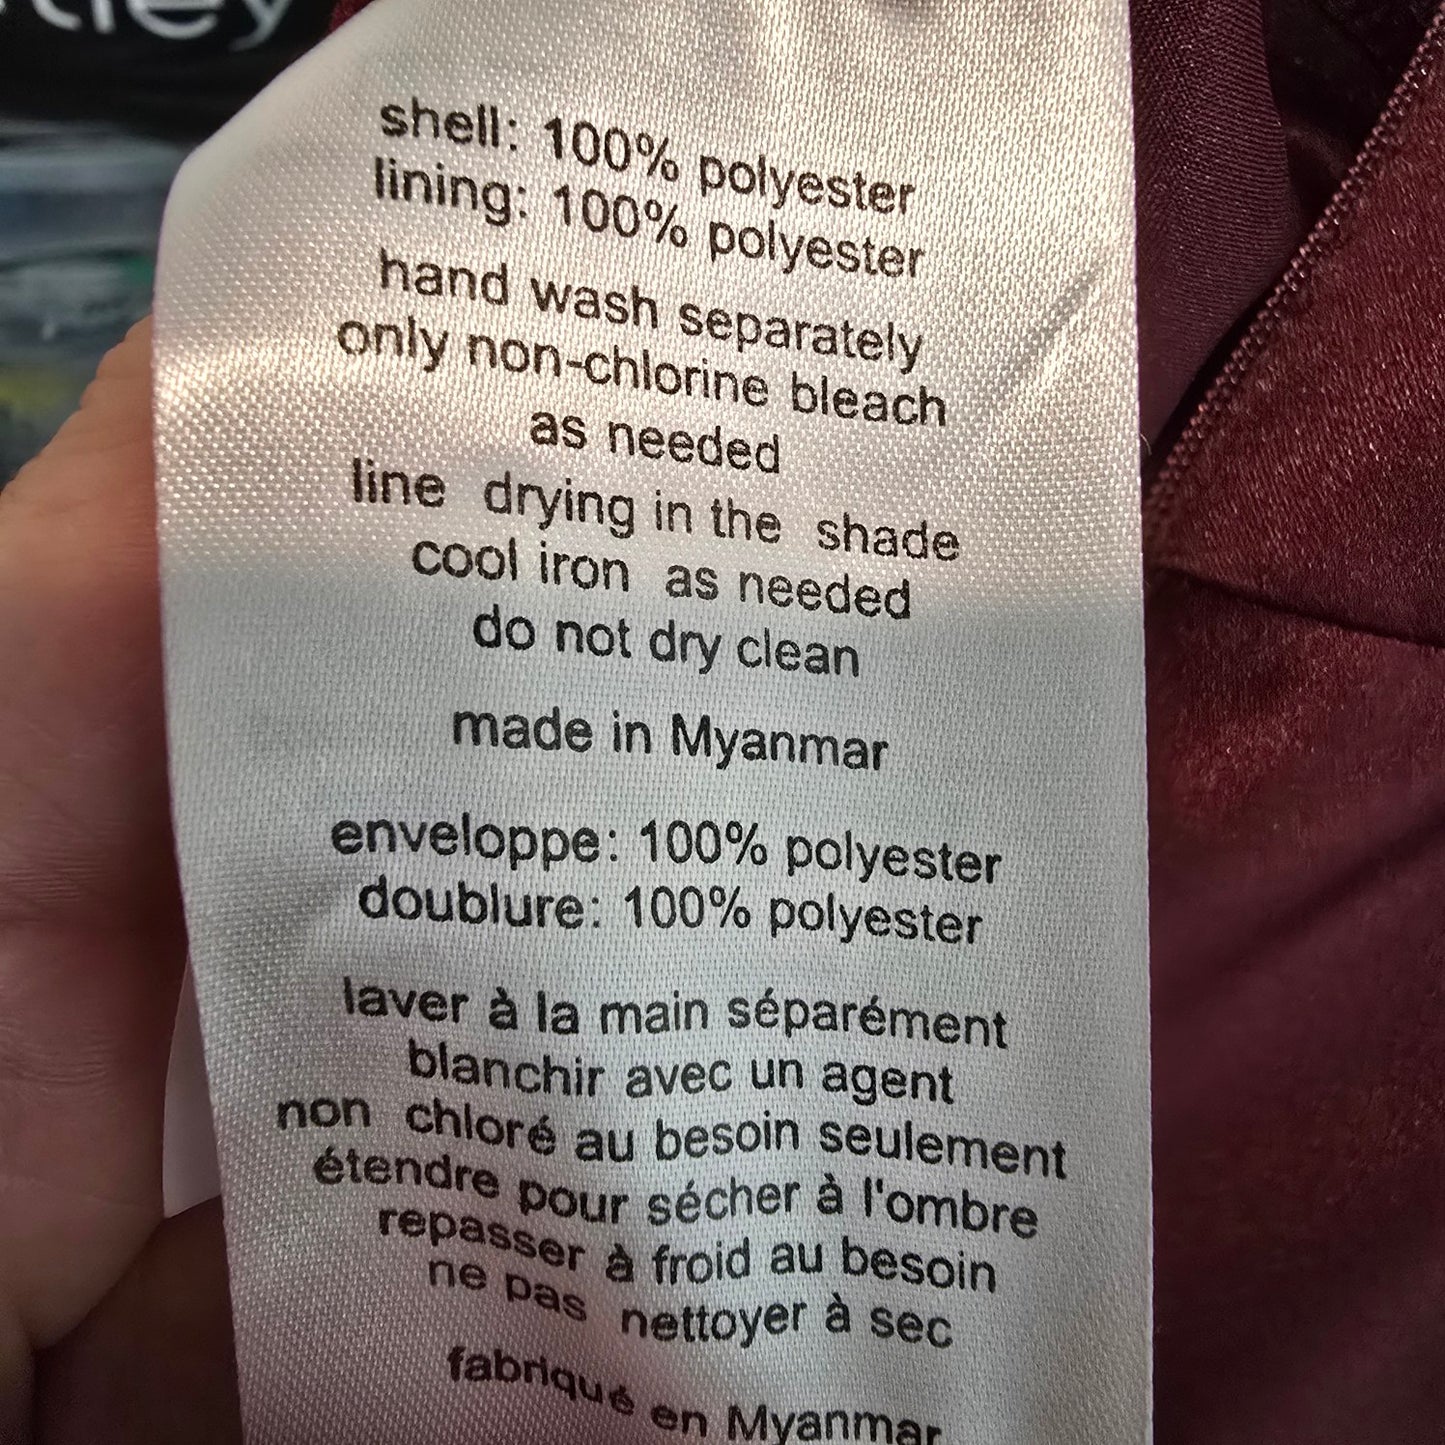 shell: 100% polyester
lining: 100% polyester
hand wash separately
only non-chlorine bleach
as needed
line drying in the shade
cool iron as needed
do not dry clean
made in Myanmar
enveloppe: 100% polyester
doublure: 100% polyester
laver à la main séparément
blanchir avec un agent
non chloré au besoin seulement
étendre pour sécher à l'ombre
repasser à froid au besoin
ne pas nettoyer à sec
fabriqué en Myanmar